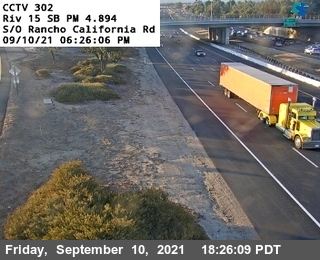 CCTV 302
Riv 15 SB PM 4.894
S/O Rancho California Rd
09/10/21 06:26:06 PM
Friday, September 10, 2021 18:26:09 PDT